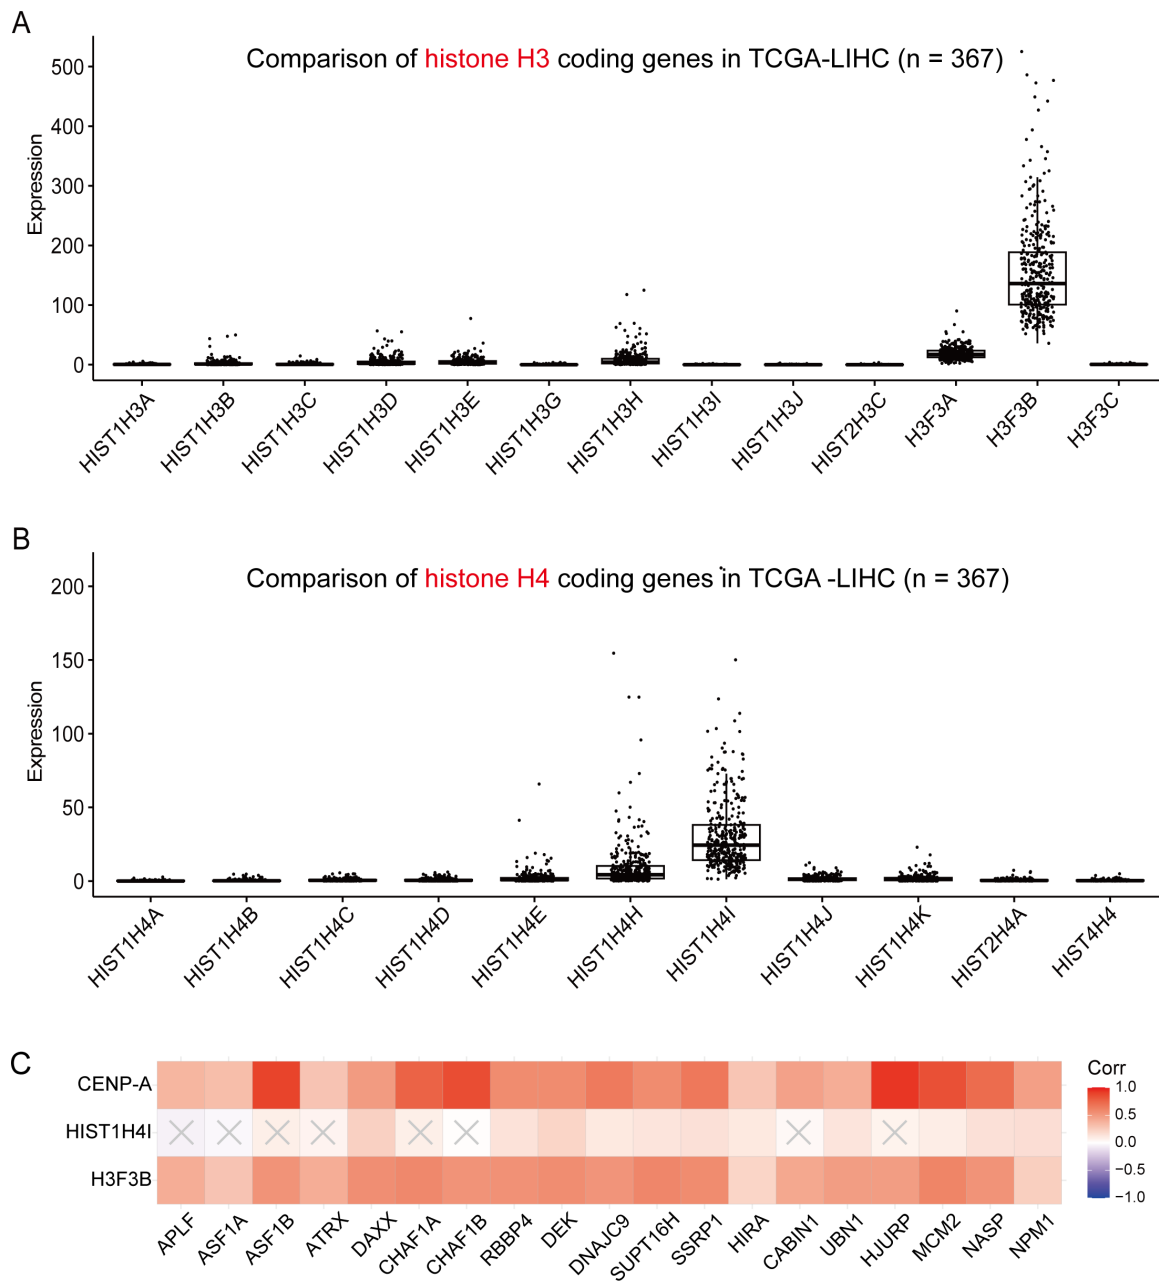 A
Comparison of histone H3 coding genes in TCGA-LIHC (n = 367)
Expression
500
400
300
200
100
0
HIST1H3A
HIST1H3B
HIST1H3C
HIST1H3D
HIST1H3E
HIST1H3G
HIST1H3H
HIST1H3I
HIST1H3J
HIST2H3C
H3F3A
H3F3B
H3F3C
B
Comparison of histone H4 coding genes in TCGA -LIHC (n = 367)
Expression
200
150
100
50
0
HIST1H4A
HIST1H4B
HIST1H4C
HIST1H4D
HIST1H4E
HIST1H4H
HIST1H4I
HIST1H4J
HIST1H4K
HIST2H4A
HIST4H4
C
CENP-A
HIST1H4I
H3F3B
APLF
ASF1A
ASF1B
ATRX
DAXX
CHAF1A
CHAF1B
RBBP4
DEK
DNAJC9
SUPT16H
SSRP1
HIRA
CABIN1
UBN1
HJURP
MCM2
NASP
NPM1
Corr
1.0
0.5
0.0
−0.5
−1.0